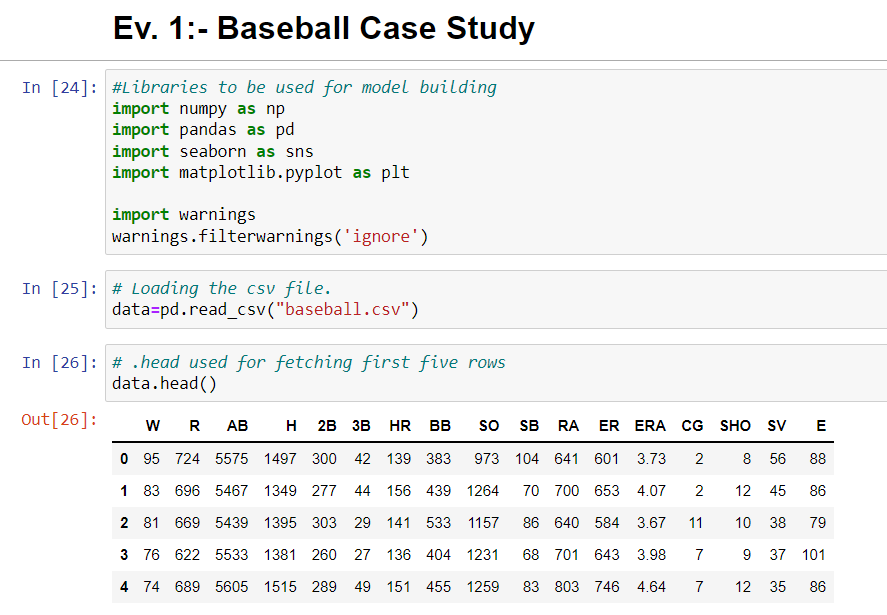 Ev. 1:- Baseball Case Study
In [24]: #Libraries to be used for model building
import numpy as np
import pandas as pd
import seaborn as sns
import matplotlib.pyplot as plt
import warnings
warnings.filterwarnings('ignore')
In [25]: # Loading the csv file.
data=pd.read_csv("baseball.csv")
In [26]: # .head used for fetching first five rows
data.head()
Out[26]:
W R AB H 2B 3B HR BB SO SB RA ER ERA CG SHO SV E
0 95 724 5575 1497 300 42 139 383 973 104 641 601 3.73 2 8 56 88
1 83 696 5467 1349 277 44 156 439 1264 70 700 653 4.07 2 12 45 86
2 81 669 5439 1395 303 29 141 533 1157 86 640 584 3.67 11 10 38 79
3 76 622 5533 1381 260 27 136 404 1231 68 701 643 3.98 7 9 37 101
4 74 689 5605 1515 289 49 151 455 1259 83 803 746 4.64 7 12 35 86